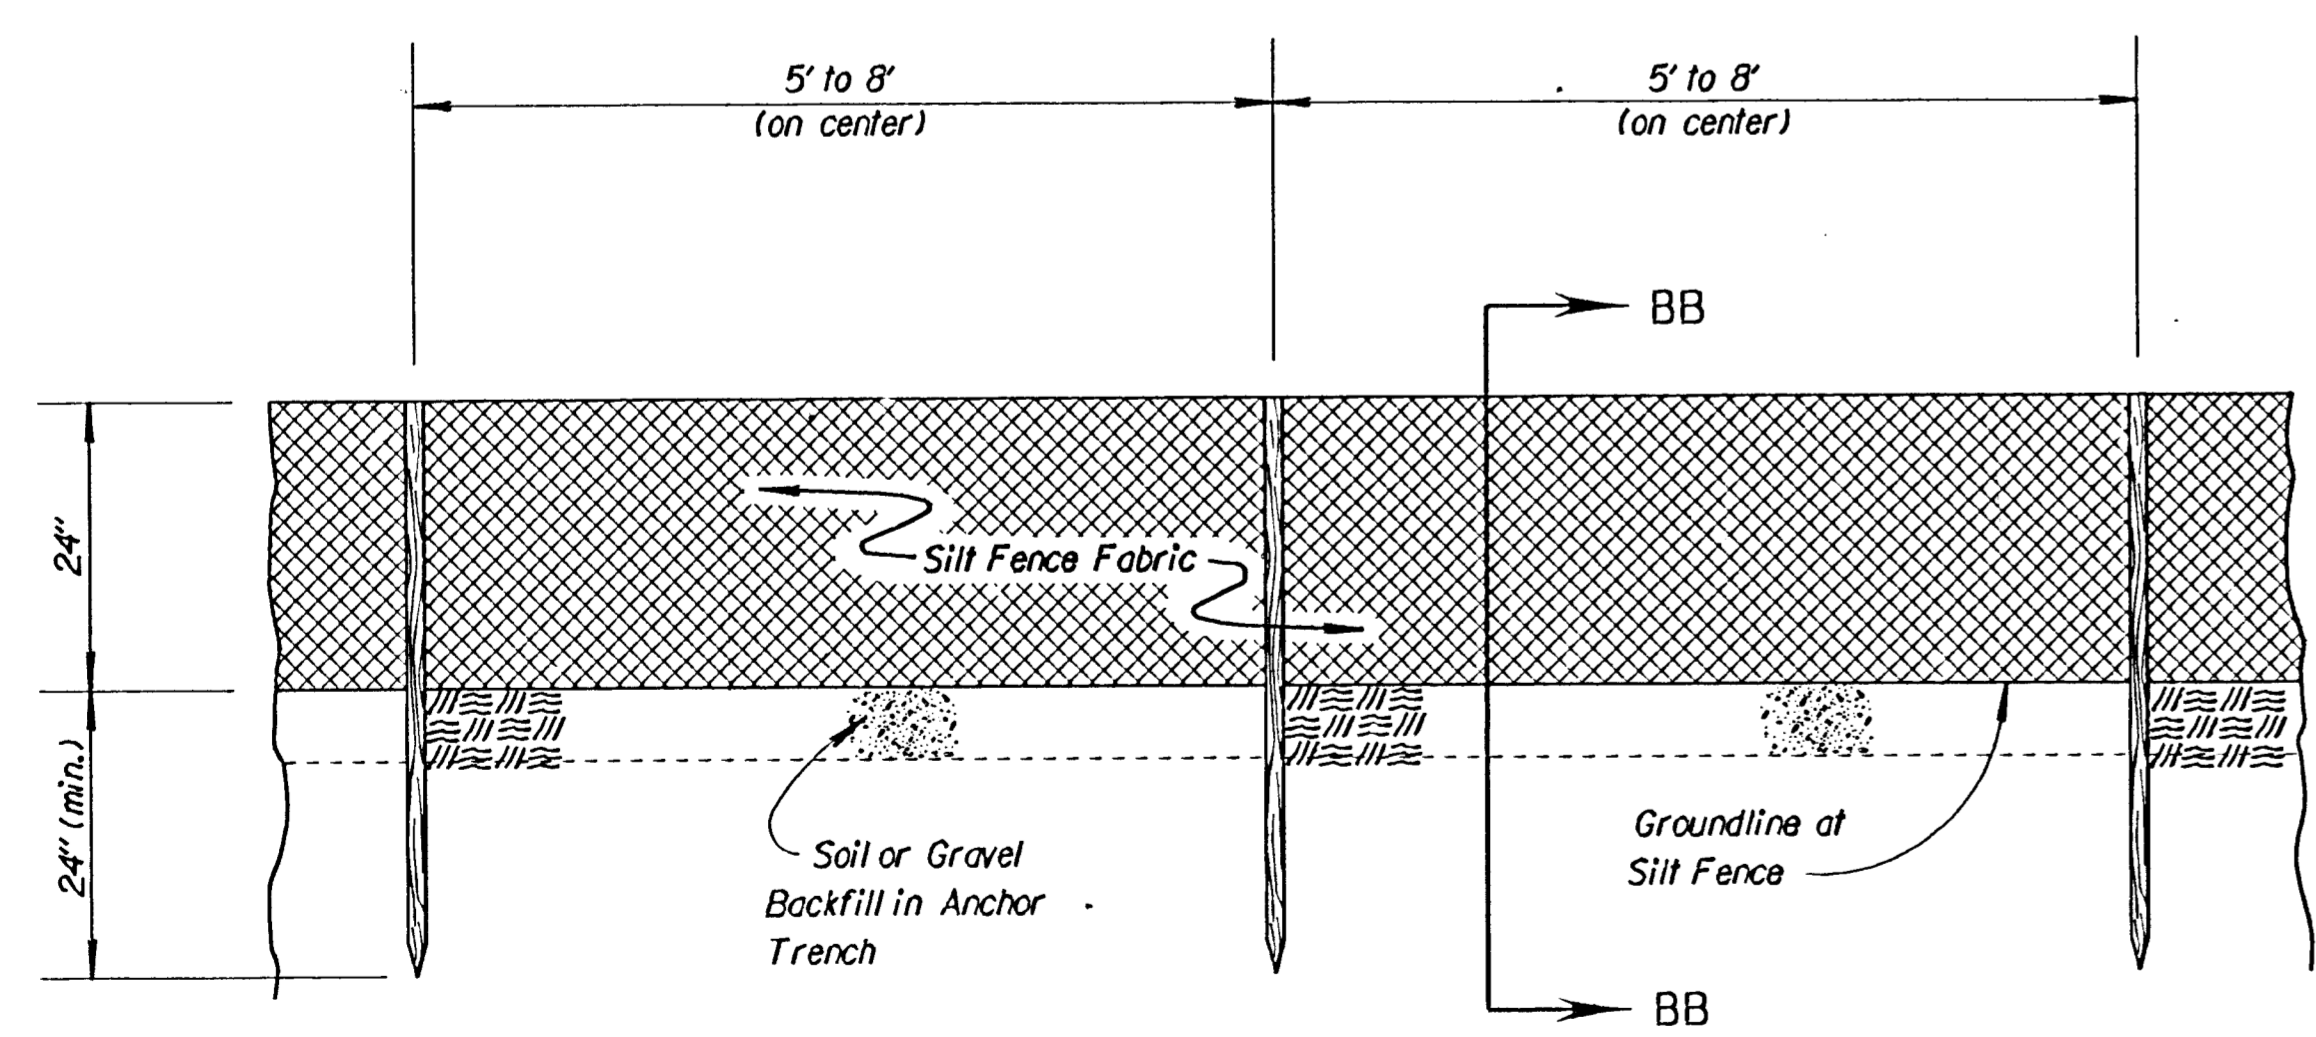 5' to 8'
(on center)
5' to 8'
(on center)
BB
24"
Silt Fence Fabric
24" (min.)
Soil or Gravel
Backfill in Anchor
Trench
Groundline at
Silt Fence
BB